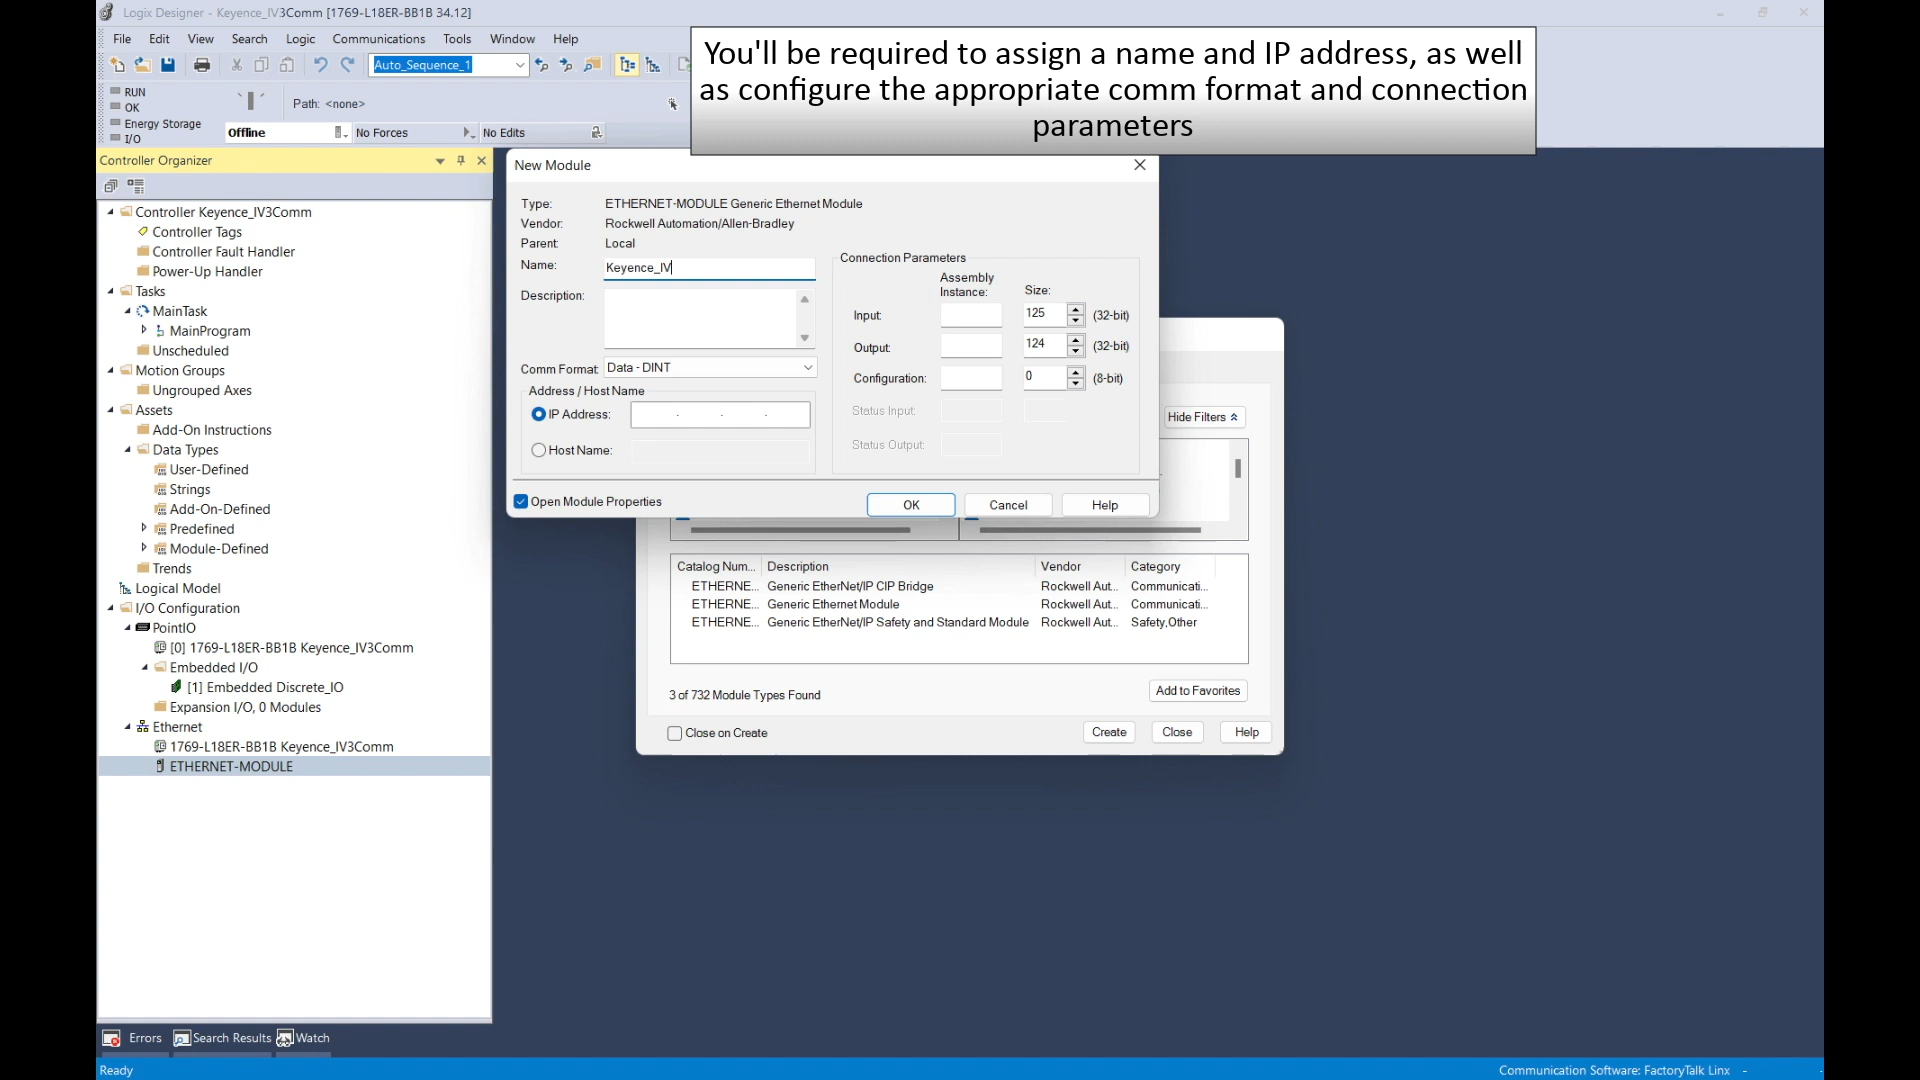 Logix Designer - Keyence_IV3Comm [1769-L18ER-BB1B 34.12]
File Edit View Search Logic Communications Tools Window Help
Auto_Sequence_1
You'll be required to assign a name and IP address, as well
as configure the appropriate comm format and connection
parameters
RUN
OK
Energy Storage
I/O
Path: <none>
Offline
No Forces
No Edits
Controller Organizer
Controller Keyence_IV3Comm
Controller Tags
Controller Fault Handler
Power-Up Handler
Tasks
MainTask
MainProgram
Unscheduled
Motion Groups
Ungrouped Axes
Assets
Add-On Instructions
Data Types
User-Defined
Strings
Add-On-Defined
Predefined
Module-Defined
Trends
Logical Model
I/O Configuration
PointIO
[0] 1769-L18ER-BB1B Keyence_IV3Comm
Embedded I/O
[1] Embedded Discrete_IO
Expansion I/O, 0 Modules
Ethernet
1769-L18ER-BB1B Keyence_IV3Comm
ETHERNET-MODULE
New Module
Type: ETHERNET-MODULE Generic Ethernet Module
Vendor: Rockwell Automation/Allen-Bradley
Parent: Local
Name: Keyence_IV
Description:
Comm Format: Data - DINT
Address / Host Name
IP Address: . . .
Host Name:
Connection Parameters
Assembly
Instance: Size:
Input: 125 (32-bit)
Output: 124 (32-bit)
Configuration: 0 (8-bit)
Status Input:
Status Output:
Open Module Properties
OK Cancel Help
Hide Filters
Catalog Num... Description Vendor Category
ETHERNE... Generic EtherNet/IP CIP Bridge Rockwell Aut... Communicati...
ETHERNE... Generic Ethernet Module Rockwell Aut... Communicati...
ETHERNE... Generic EtherNet/IP Safety and Standard Module Rockwell Aut... Safety,Other
3 of 732 Module Types Found
Add to Favorites
Close on Create
Create Close Help
Errors Search Results Watch
Ready
Communication Software: FactoryTalk Linx -